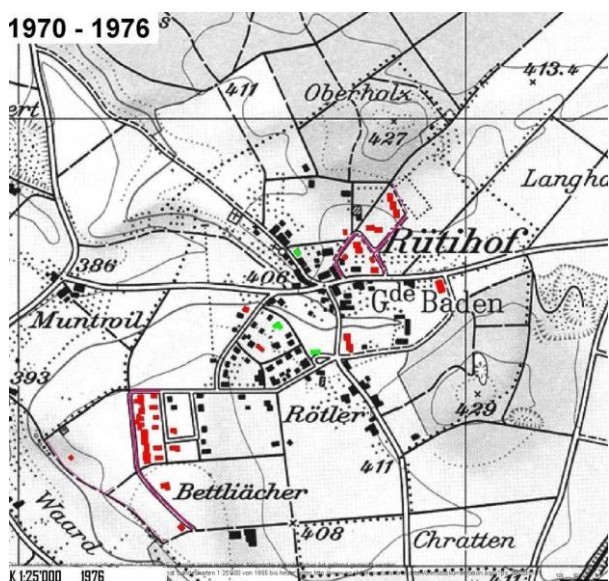 1970 - 1976
411
Oberholz
413.4
427
Langho
Rütihof
386
406
Gde Baden
Muntwil
393
Rötler
429
411
Bettliächer
Waard
408
Chratten
K 1:25'000 1976